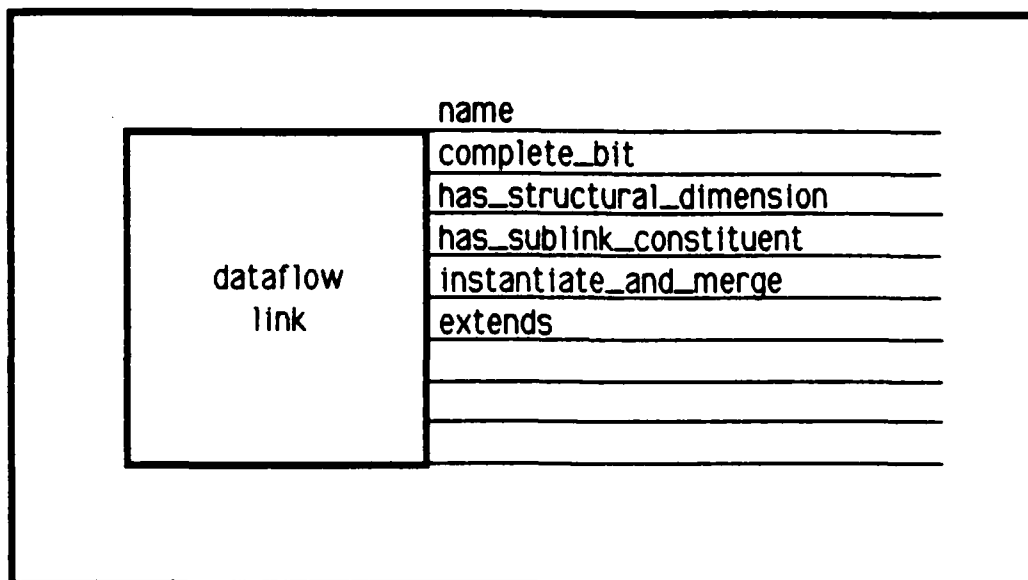 name
complete_bit
has_structural_dimension
has_sublink_constituent
instantiate_and_merge
extends
dataflow
link